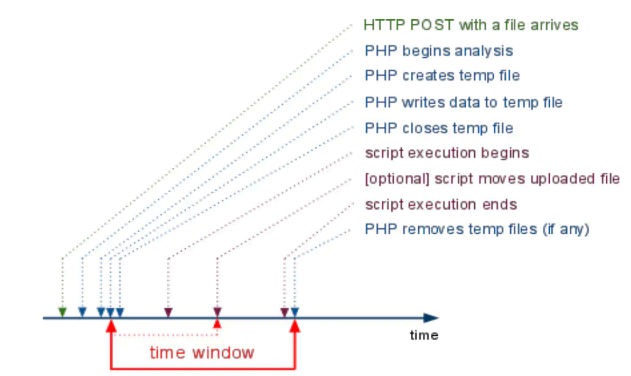 HTTP POST with a file arrives
PHP begins analysis
PHP creates temp file
PHP writes data to temp file
PHP closes temp file
script execution begins
[optional] script moves uploaded file
script execution ends
PHP removes temp files (if any)
time
time window